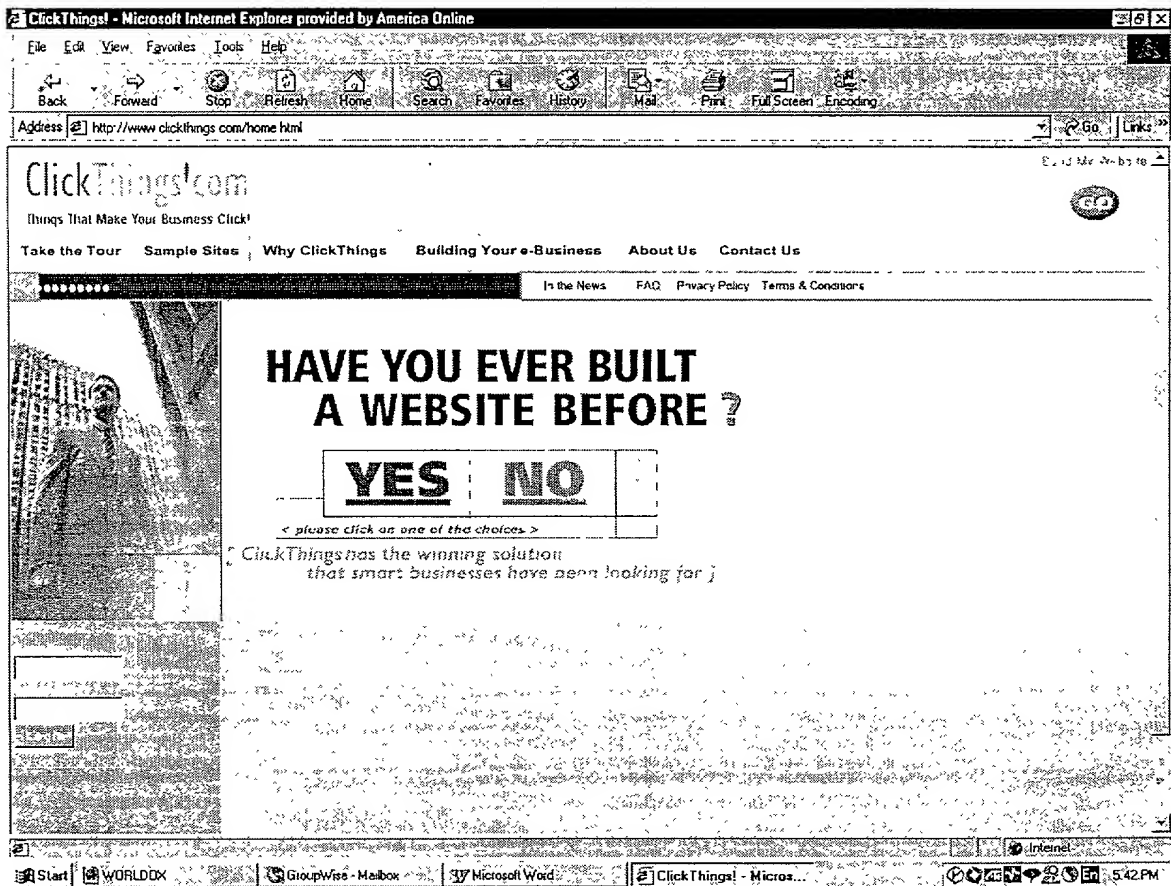 ClickThings! - Microsoft Internet Explorer provided by America Online
File Edit View Favorites Tools Help
Back Forward Stop Refresh Home Search Favorites History Mail Print Full Screen Encoding
Address http://www.clickthings.com/home.html Go Links »
Build My Website
ClickThings!com
Go
Things That Make Your Business Click!
Take the Tour Sample Sites Why ClickThings Building Your e-Business About Us Contact Us
In the News FAQ Privacy Policy Terms & Conditions
HAVE YOU EVER BUILT
A WEBSITE BEFORE ?
YES NO
< please click on one of the choices >
[ ClickThings has the winning solution
that smart businesses have been looking for ]
Internet
Start WORLDOX GroupWise - Mailbox Microsoft Word ClickThings! - Micros... En 5:42 PM